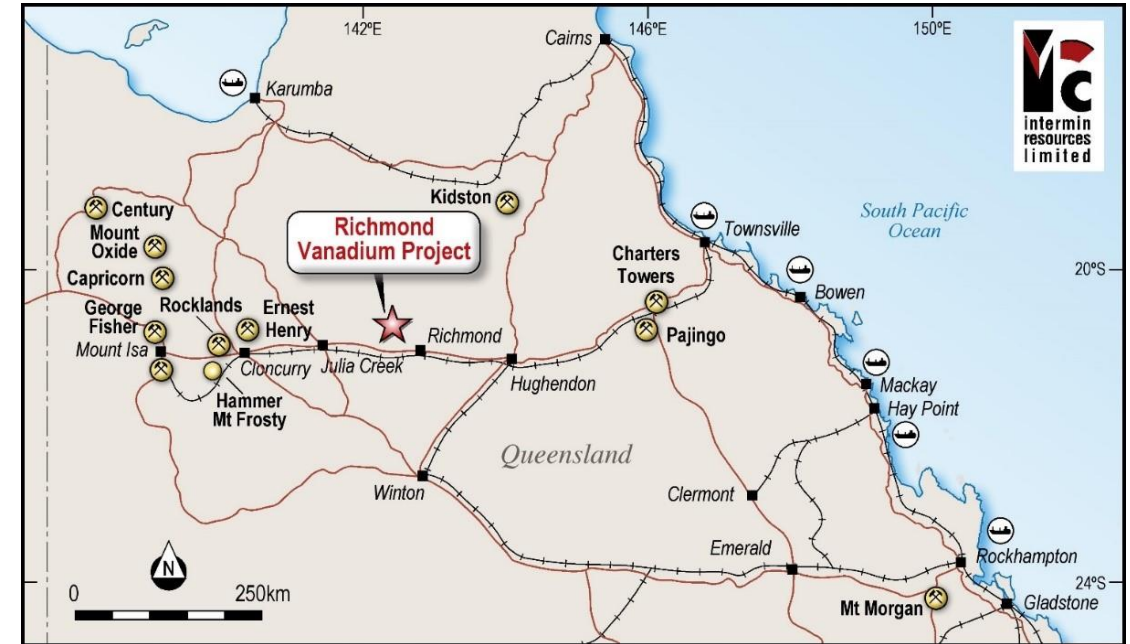 142ºE
146ºE
150ºE
Cairns
Karumba
intermin
resources
limited
Kidston
Century
Mount
Oxide
Richmond
Vanadium Project
South Pacific
Ocean
Townsville
Capricorn
Charters
Towers
20ºS
Bowen
George
Fisher
Rocklands
Ernest
Henry
Richmond
Pajingo
Mount Isa
Cloncurry
Julia Creek
Hughendon
Mackay
Hay Point
Hammer
Mt Frosty
Queensland
Winton
Clermont
Emerald
Rockhampton
N
0
250km
24ºS
Mt Morgan
Gladstone